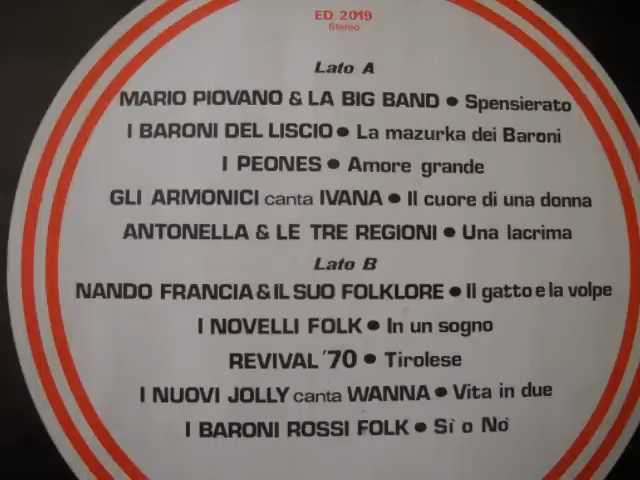 ED 2019
Stereo
Lato A
MARIO PIOVANO & LA BIG BAND • Spensierato
I BARONI DEL LISCIO • La mazurka dei Baroni
I PEONES • Amore grande
GLI ARMONICI canta IVANA • Il cuore di una donna
ANTONELLA & LE TRE REGIONI • Una lacrima
Lato B
NANDO FRANCIA & IL SUO FOLKLORE • Il gatto e la volpe
I NOVELLI FOLK • In un sogno
REVIVAL '70 • Tirolese
I NUOVI JOLLY canta WANNA • Vita in due
I BARONI ROSSI FOLK • Sì o No